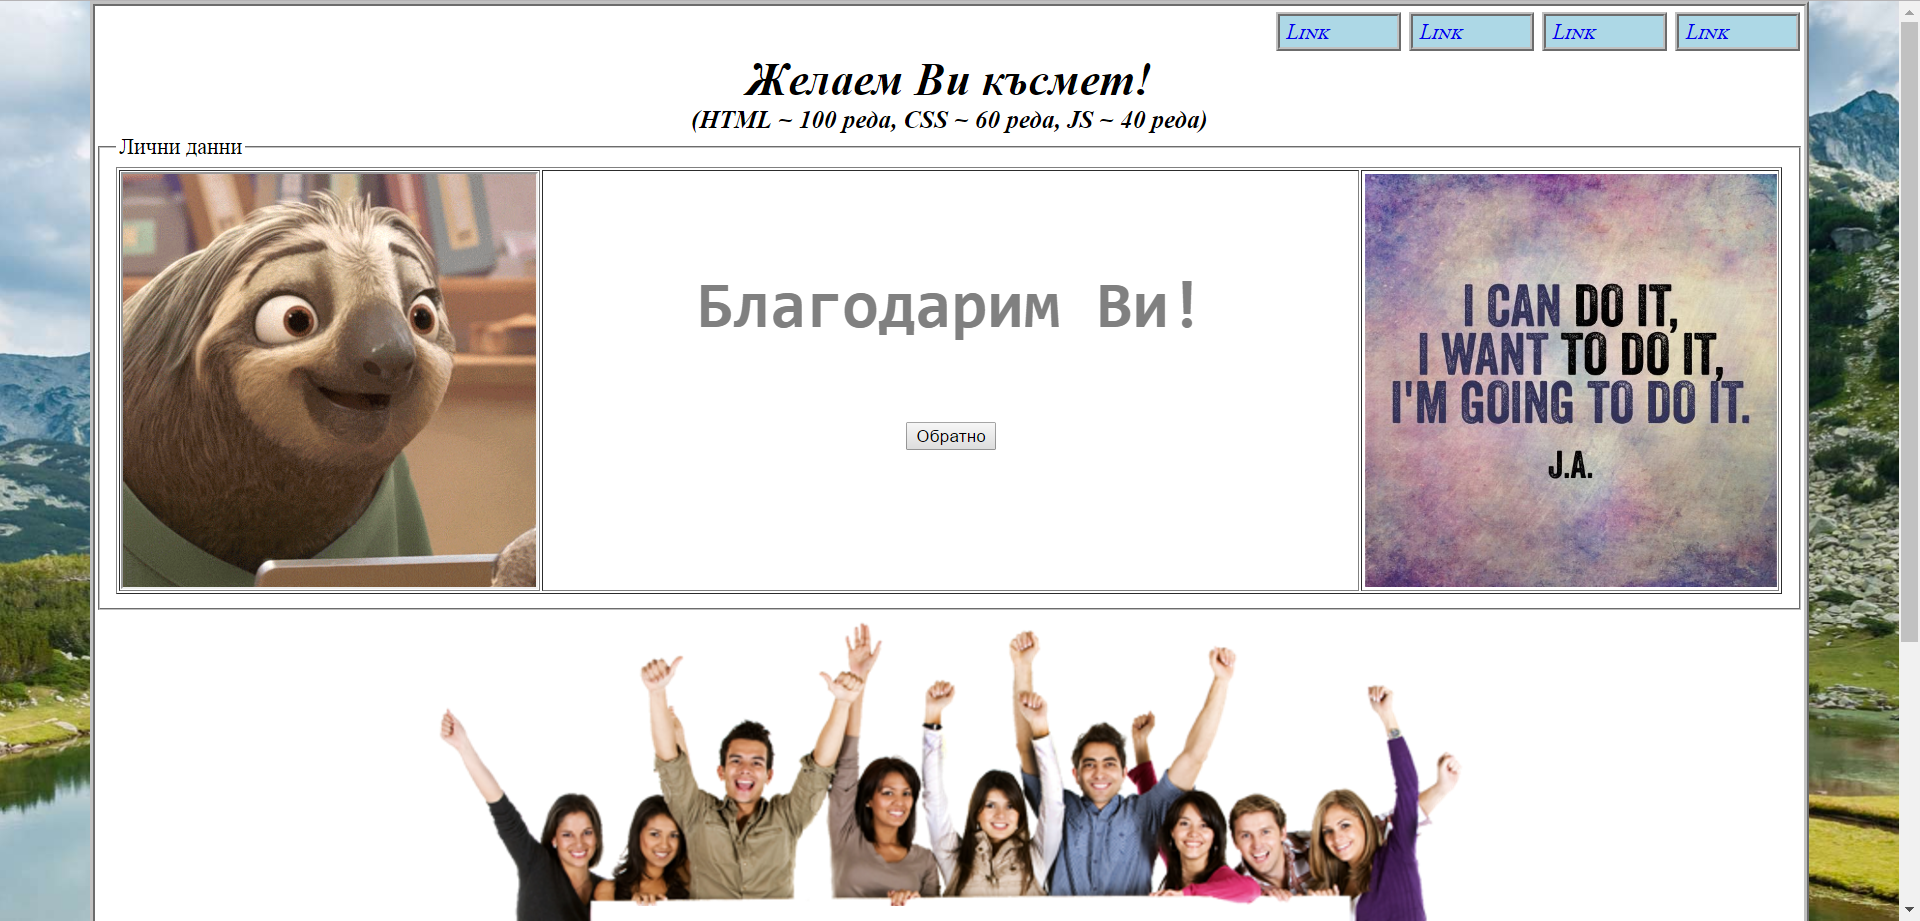 Link Link Link Link
Желаем Ви късмет!
(HTML ~ 100 реда, CSS ~ 60 реда, JS ~ 40 реда)
Лични данни
Благодарим Ви!
Обратно
I CAN DO IT,
I WANT TO DO IT,
I'M GOING TO DO IT.
J.A.